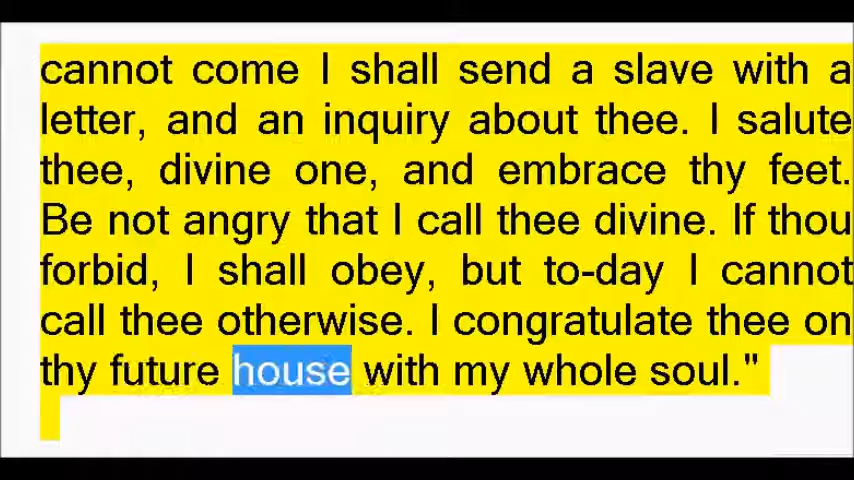 cannot come I shall send a slave with a
letter, and an inquiry about thee. I salute
thee, divine one, and embrace thy feet.
Be not angry that I call thee divine. If thou
forbid, I shall obey, but to-day I cannot
call thee otherwise. I congratulate thee on
thy future house with my whole soul."